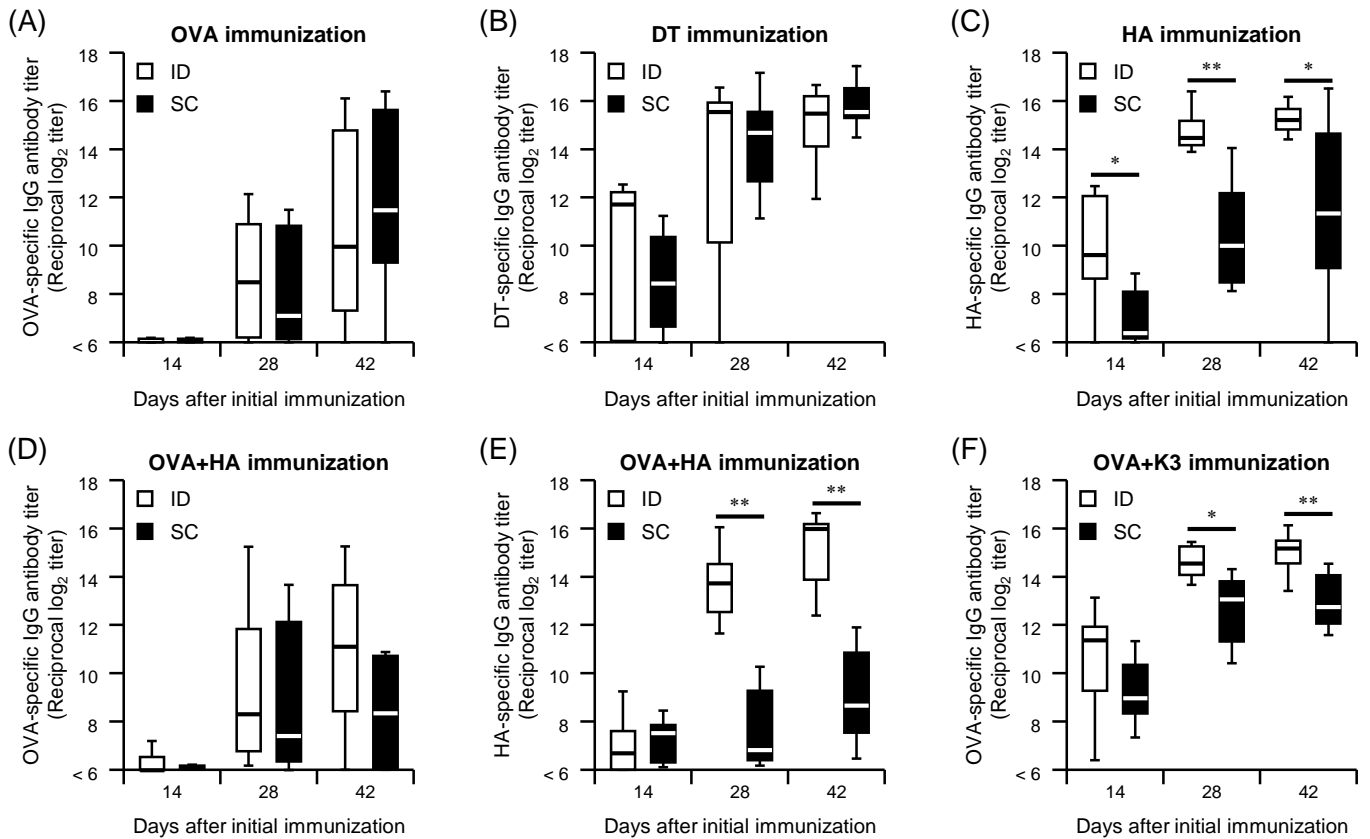 (A)
OVA immunization
OVA-specific IgG antibody titer
(Reciprocal log2 titer)
18
16
14
12
10
8
< 6
ID
SC
14 28 42
Days after initial immunization
(B)
DT immunization
DT-specific IgG antibody titer
(Reciprocal log2 titer)
18
16
14
12
10
8
< 6
ID
SC
14 28 42
Days after initial immunization
(C)
HA immunization
HA-specific IgG antibody titer
(Reciprocal log2 titer)
18
16
14
12
10
8
< 6
ID
SC
*
**
*
14 28 42
Days after initial immunization
(D)
OVA+HA immunization
OVA-specific IgG antibody titer
(Reciprocal log2 titer)
18
16
14
12
10
8
< 6
ID
SC
14 28 42
Days after initial immunization
(E)
OVA+HA immunization
HA-specific IgG antibody titer
(Reciprocal log2 titer)
18
16
14
12
10
8
< 6
ID
SC
**
**
14 28 42
Days after initial immunization
(F)
OVA+K3 immunization
OVA-specific IgG antibody titer
(Reciprocal log2 titer)
18
16
14
12
10
8
< 6
ID
SC
*
**
14 28 42
Days after initial immunization